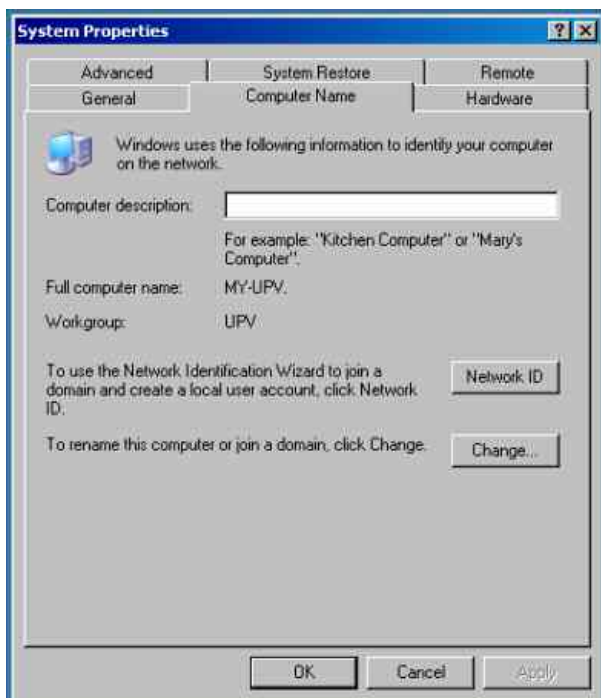 System Properties
Advanced System Restore Remote
General Computer Name Hardware
Windows uses the following information to identify your computer
on the network.
Computer description:
For example: "Kitchen Computer" or "Mary's
Computer".
Full computer name: MY-UPV.
Workgroup: UPV
To use the Network Identification Wizard to join a
domain and create a local user account, click Network
ID.
Network ID
To rename this computer or join a domain, click Change.
Change...
OK Cancel Apply